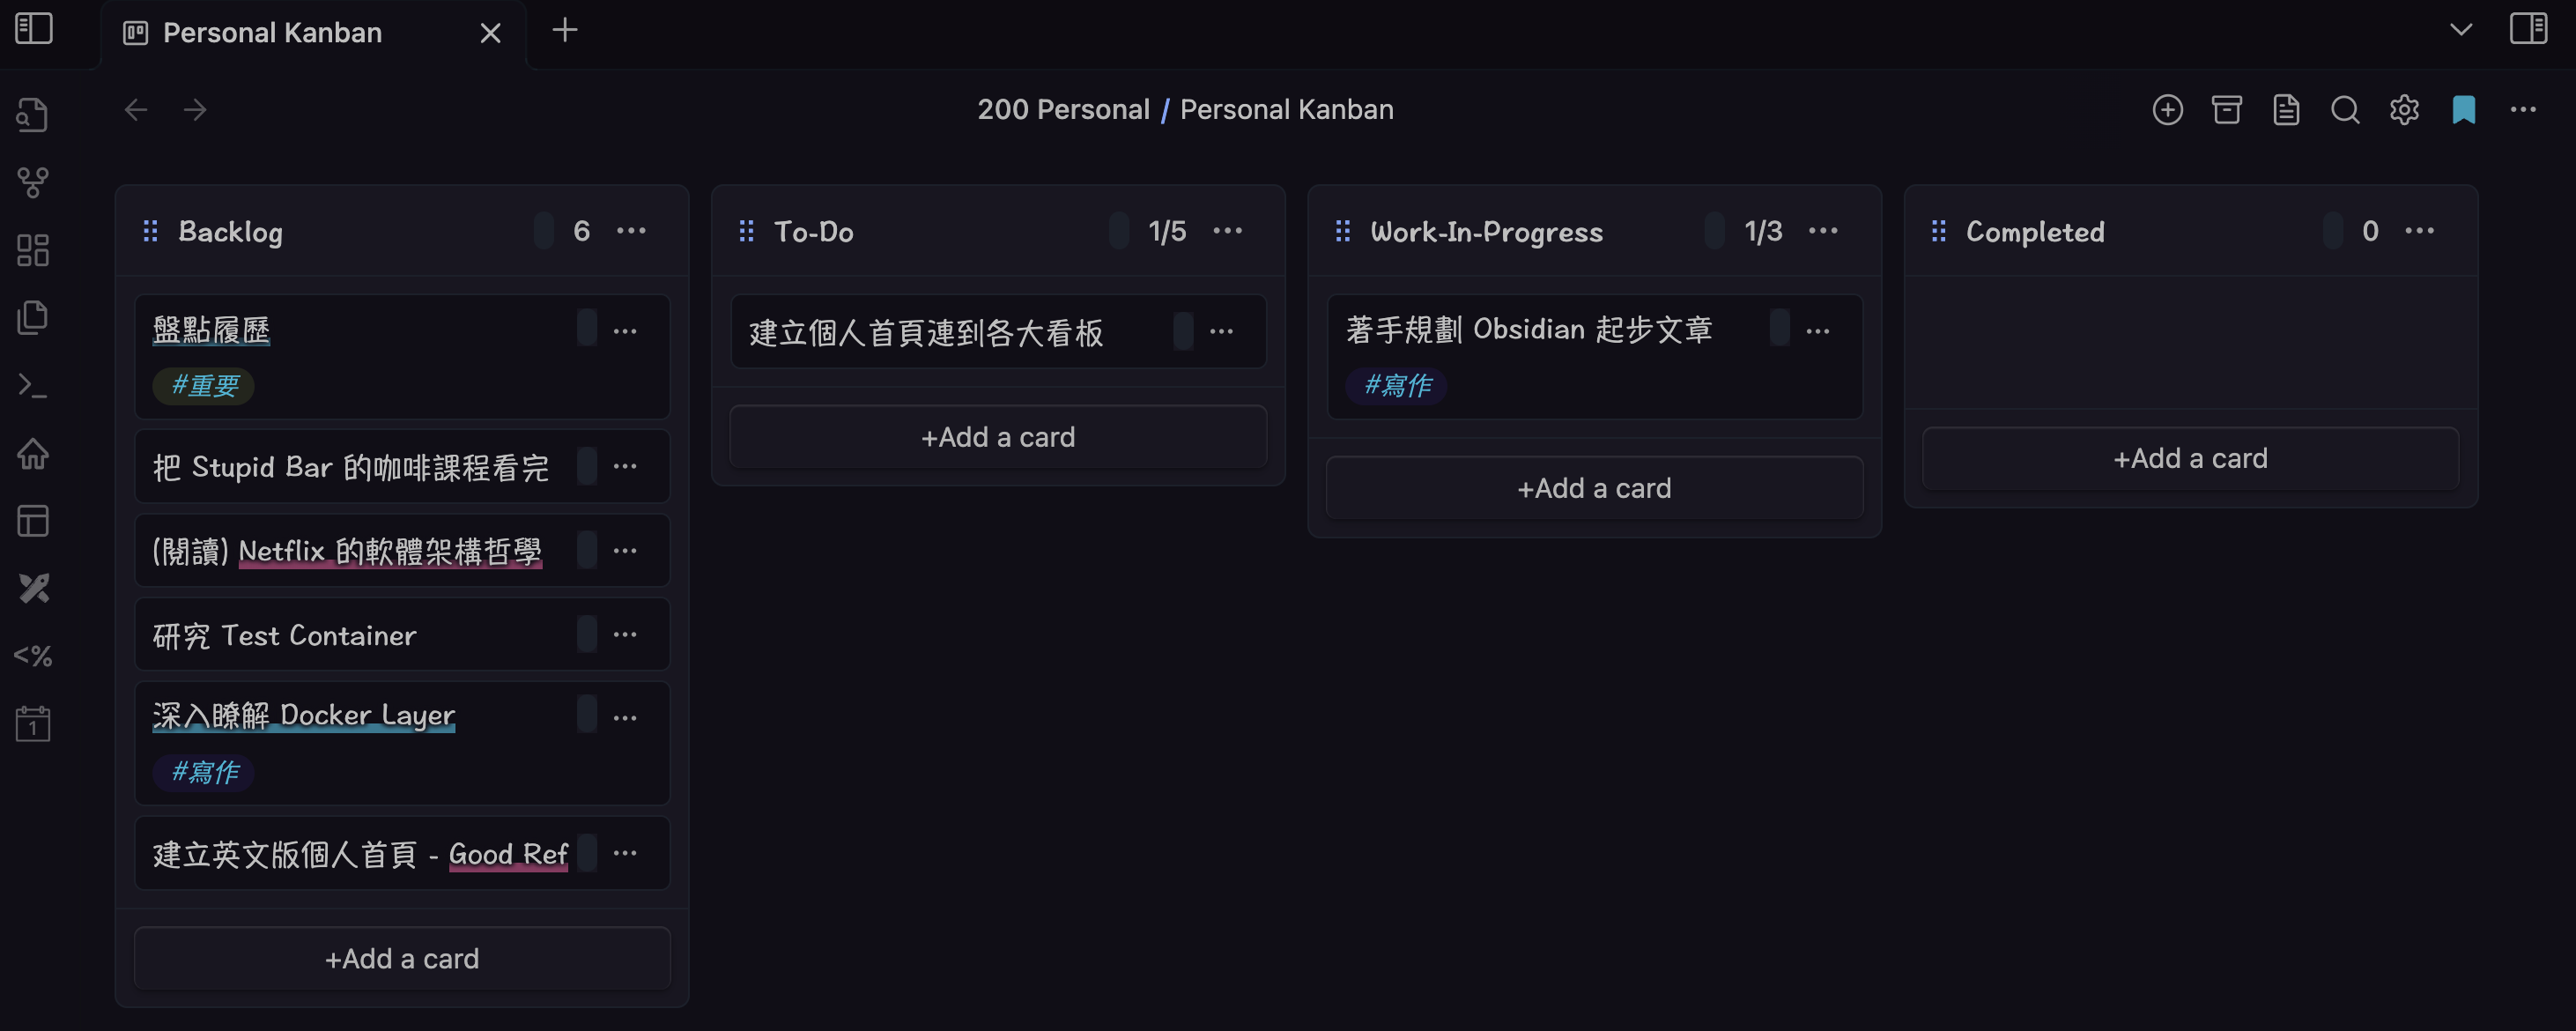 Personal Kanban
200 Personal / Personal Kanban
Backlog 6
盤點履歷
#重要
把 Stupid Bar 的咖啡課程看完
(閱讀) Netflix 的軟體架構哲學
研究 Test Container
深入瞭解 Docker Layer
#寫作
建立英文版個人首頁 - Good Ref
+Add a card
To-Do 1/5
建立個人首頁連到各大看板
+Add a card
Work-In-Progress 1/3
著手規劃 Obsidian 起步文章
#寫作
+Add a card
Completed 0
+Add a card
<%
1